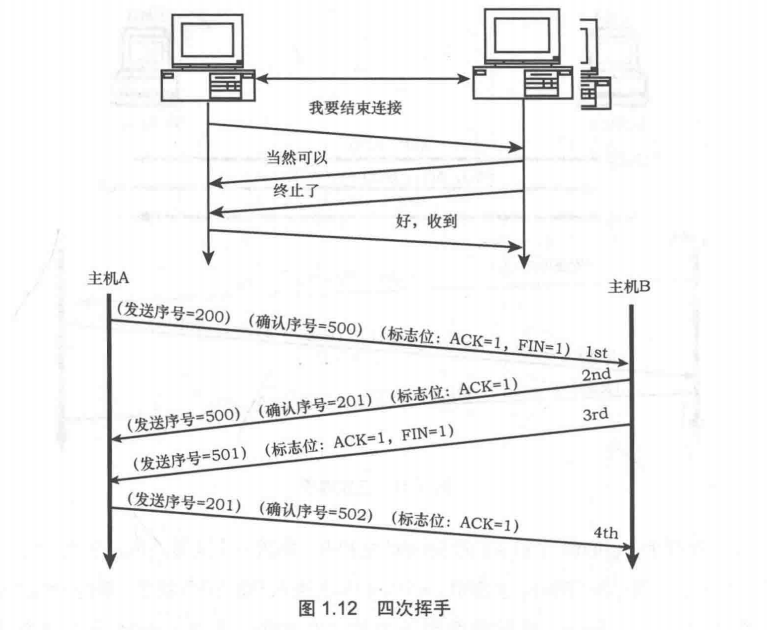 我要结束连接
当然可以
终止了
好，收到
主机A
主机B
(发送序号=200) (确认序号=500) (标志位：ACK=1，FIN=1) 1st
2nd
(发送序号=500) (确认序号=201) (标志位：ACK=1)
3rd
(发送序号=501) (标志位：ACK=1，FIN=1)
(发送序号=201) (确认序号=502) (标志位：ACK=1)
4th
图 1.12 四次挥手